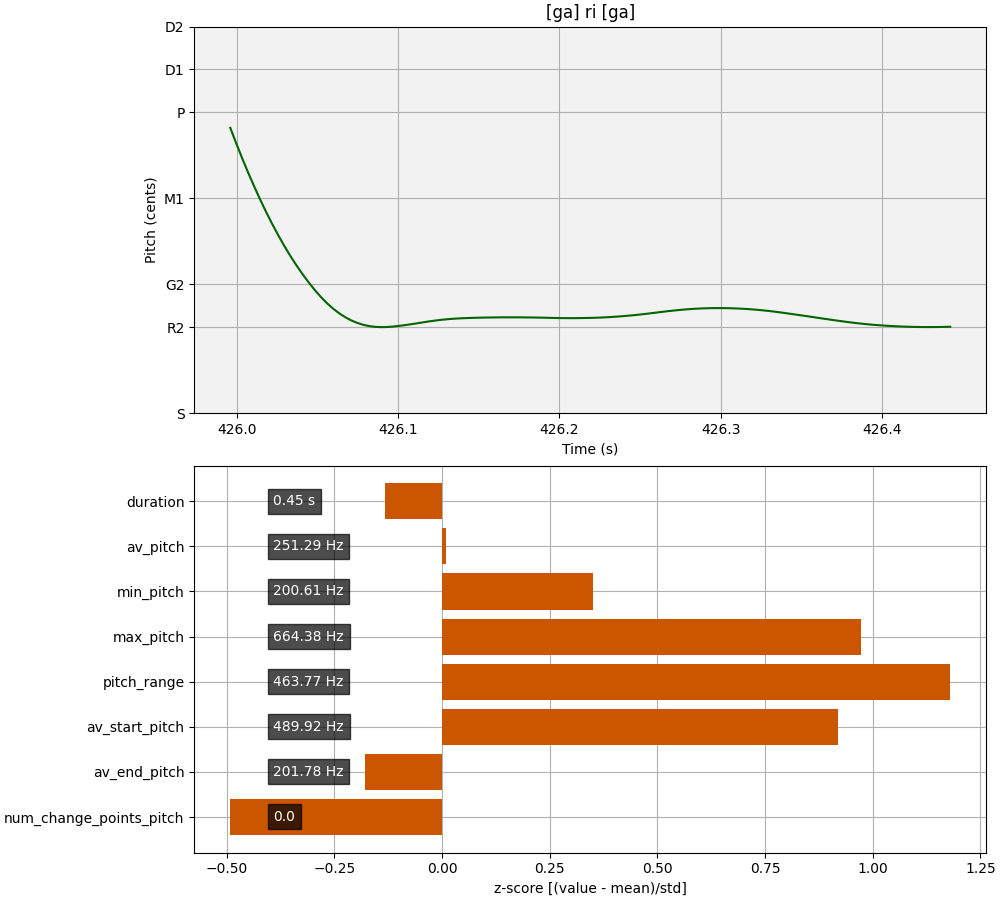 [ga] ri [ga]
D2
D1
P
M1
G2
R2
S
Pitch (cents)
426.0 426.1 426.2 426.3 426.4
Time (s)
duration 0.45 s
av_pitch 251.29 Hz
min_pitch 200.61 Hz
max_pitch 664.38 Hz
pitch_range 463.77 Hz
av_start_pitch 489.92 Hz
av_end_pitch 201.78 Hz
num_change_points_pitch 0.0
−0.50 −0.25 0.00 0.25 0.50 0.75 1.00 1.25
z-score [(value - mean)/std]